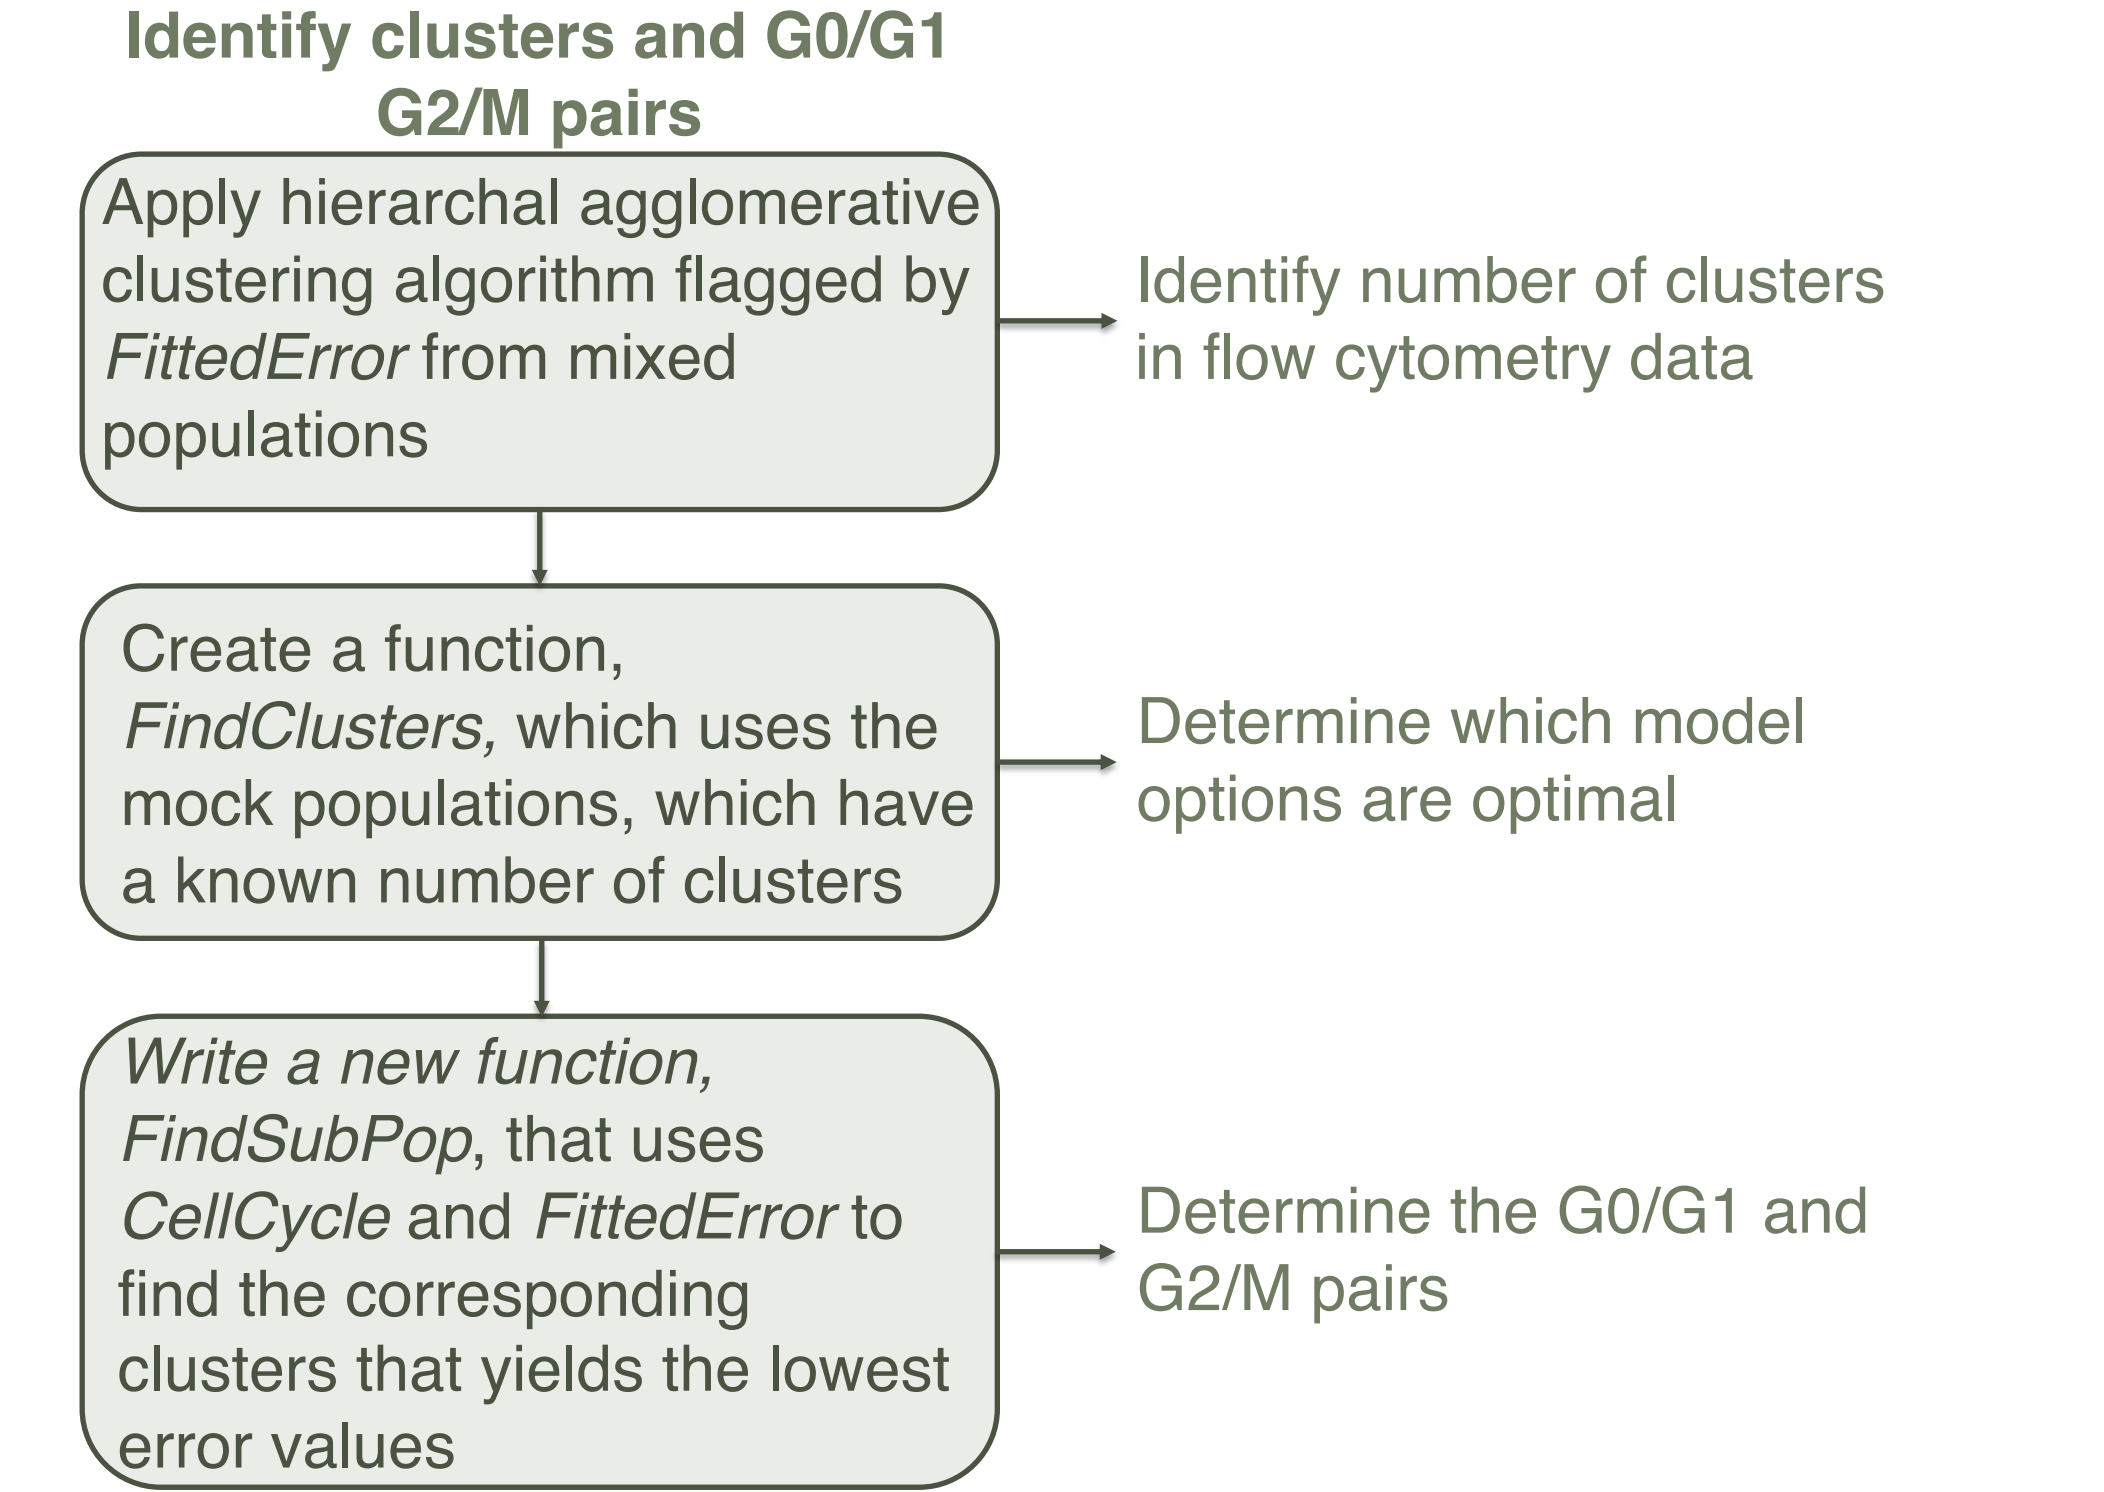 Identify clusters and G0/G1
G2/M pairs
Apply hierarchal agglomerative
clustering algorithm flagged by
FittedError from mixed
populations
Identify number of clusters
in flow cytometry data
Create a function,
FindClusters, which uses the
mock populations, which have
a known number of clusters
Determine which model
options are optimal
Write a new function,
FindSubPop, that uses
CellCycle and FittedError to
find the corresponding
clusters that yields the lowest
error values
Determine the G0/G1 and
G2/M pairs